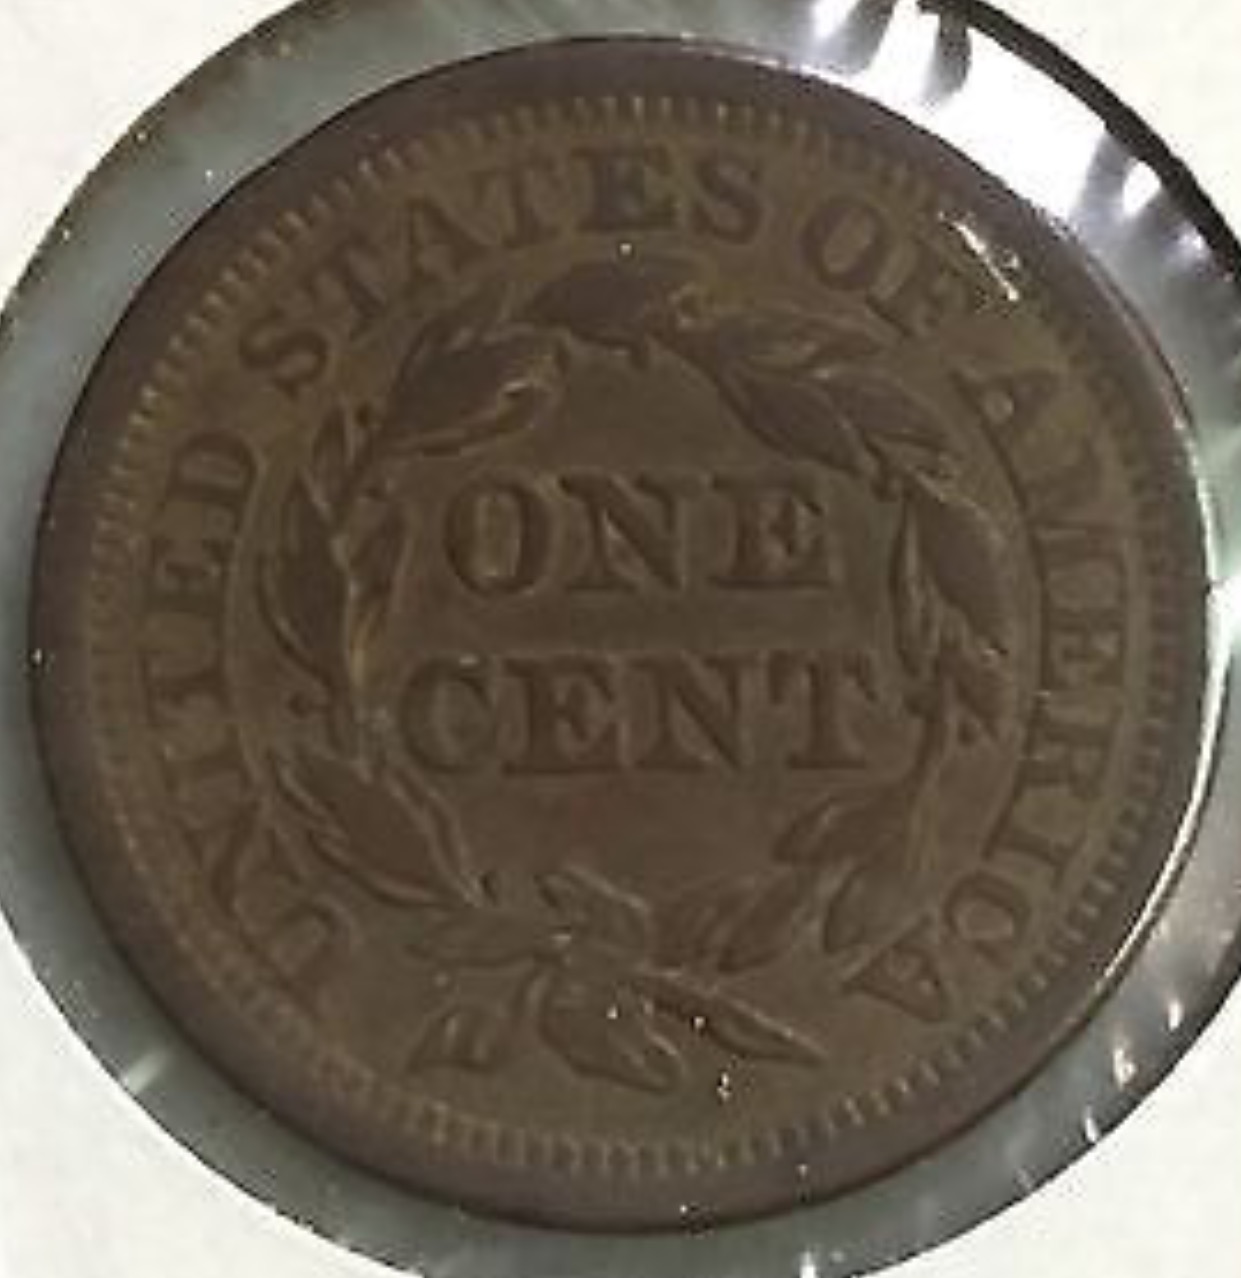 UNITED STATES OF AMERICA
ONE
CENT